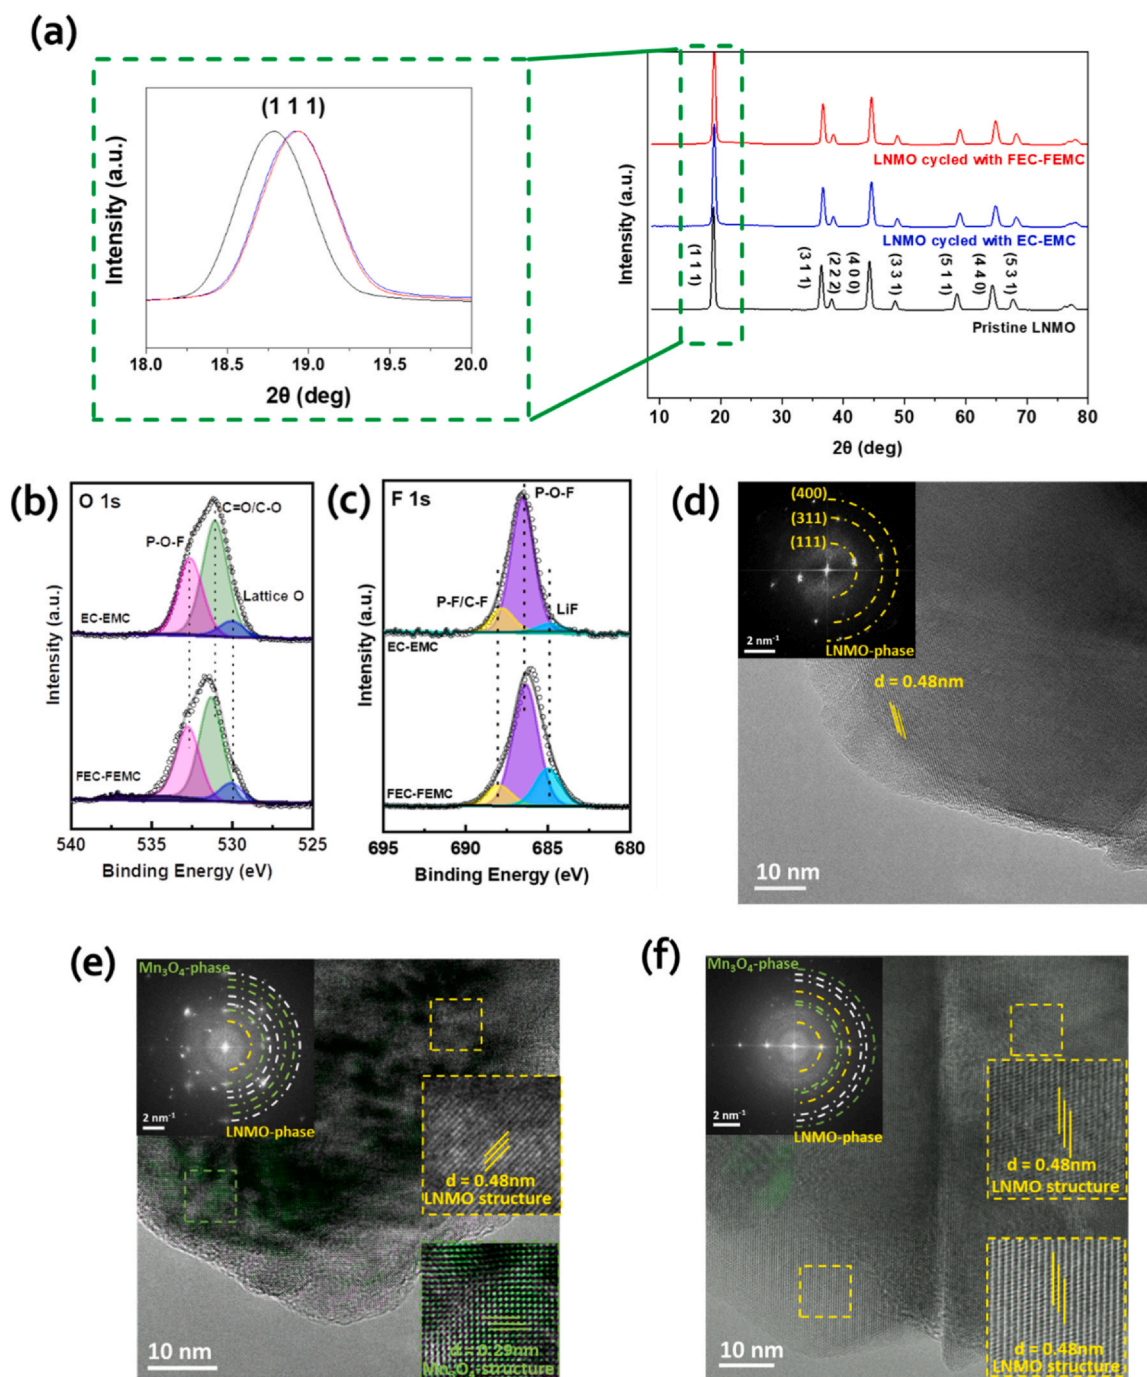 (a)
(1 1 1)
Intensity (a.u.)
18.0 18.5 19.0 19.5 20.0
2θ (deg)
Intensity (a.u.)
LNMO cycled with FEC-FEMC
LNMO cycled with EC-EMC
(1 1 1)
(3 1 1)
(2 2 2)
(4 0 0)
(3 3 1)
(5 1 1)
(4 4 0)
(5 3 1)
Pristine LNMO
10 20 30 40 50 60 70 80
2θ (deg)
(b)
O 1s
C=O/C-O
P-O-F
Lattice O
EC-EMC
FEC-FEMC
Intensity (a.u.)
540 535 530 525
Binding Energy (eV)
(c)
F 1s
P-O-F
P-F/C-F
LiF
EC-EMC
FEC-FEMC
Intensity (a.u.)
695 690 685 680
Binding Energy (eV)
(d)
(400)
(311)
(111)
2 nm⁻¹
LNMO-phase
d = 0.48nm
10 nm
(e)
Mn₃O₄-phase
2 nm⁻¹
LNMO-phase
d = 0.48nm
LNMO structure
d = 0.29nm
Mn₃O₄-structure
10 nm
(f)
Mn₃O₄-phase
2 nm⁻¹
LNMO-phase
d = 0.48nm
LNMO structure
d = 0.48nm
LNMO structure
10 nm